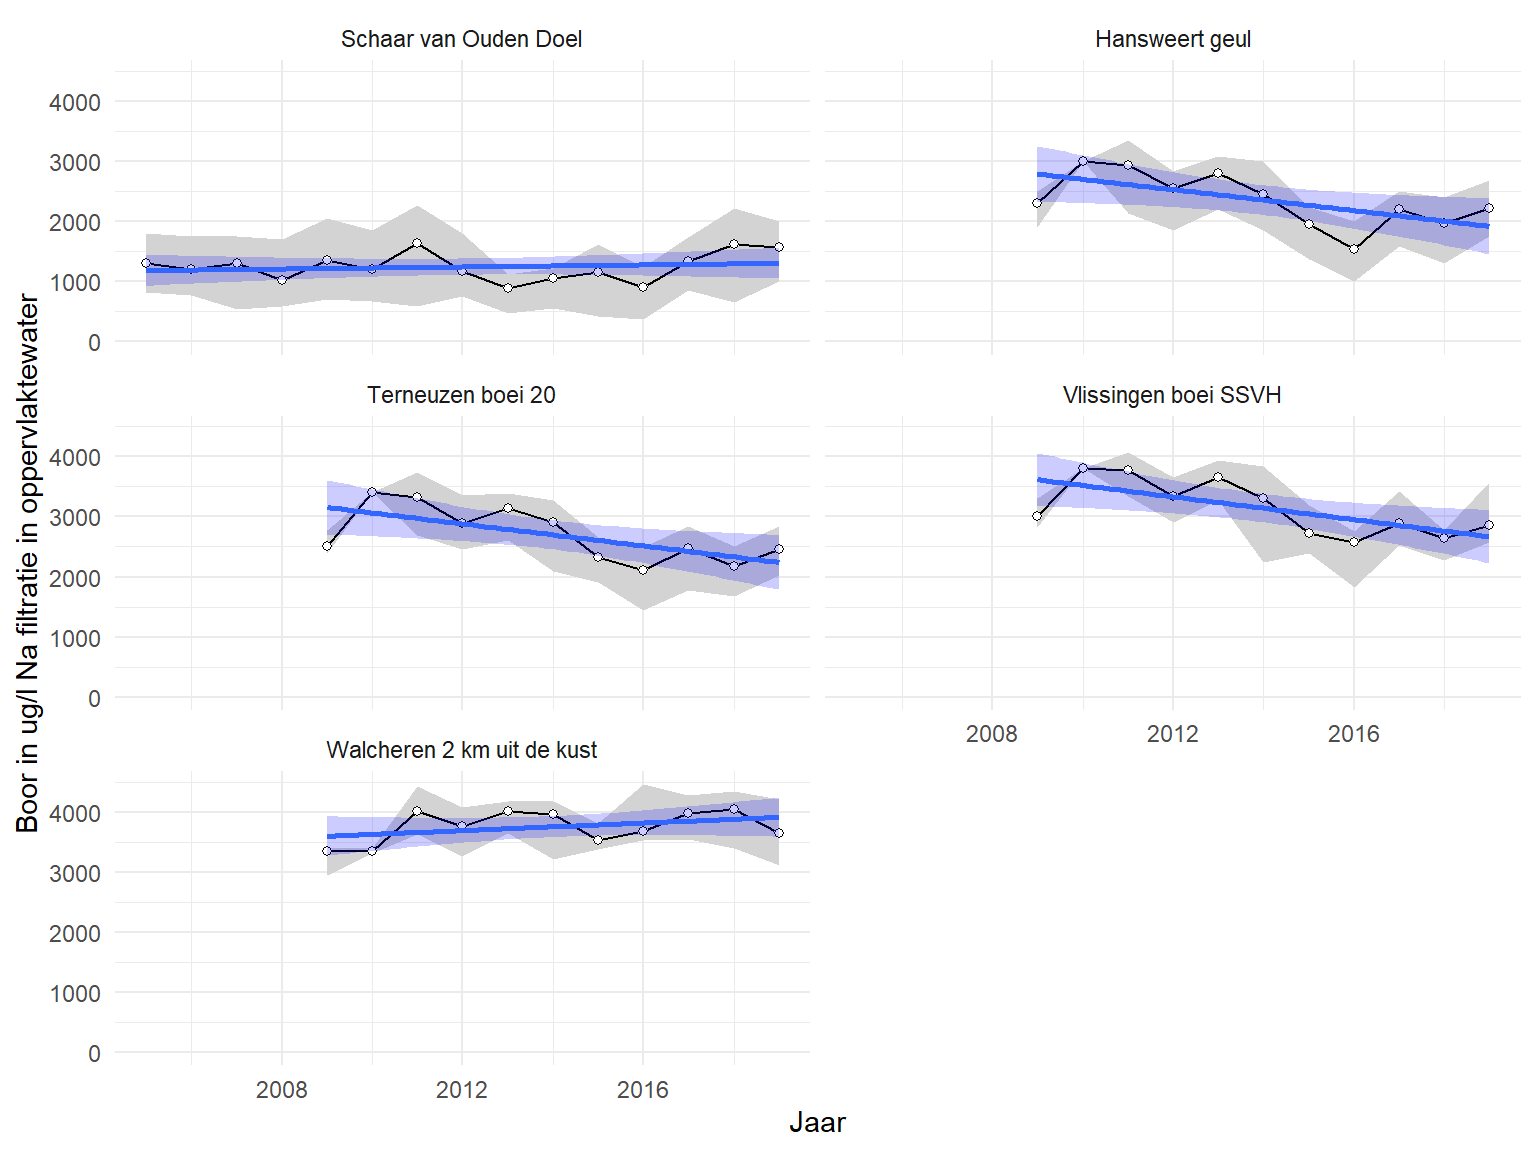 Schaar van Ouden Doel
Hansweert geul
4000
3000
2000
1000
0
Terneuzen boei 20
Vlissingen boei SSVH
4000
3000
2000
1000
0
2008 2012 2016
Walcheren 2 km uit de kust
4000
3000
2000
1000
0
2008 2012 2016
Jaar
Boor in ug/l Na filtratie in oppervlaktewater